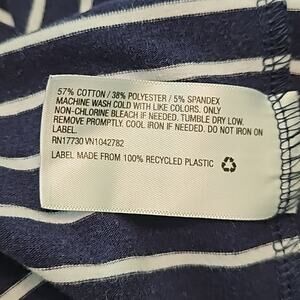 57% COTTON / 38% POLYESTER / 5% SPANDEX
MACHINE WASH COLD WITH LIKE COLORS. ONLY
NON-CHLORINE BLEACH IF NEEDED. TUMBLE DRY LOW.
REMOVE PROMPTLY. COOL IRON IF NEEDED. DO NOT IRON ON
LABEL.
RN17730 VN1042782
LABEL MADE FROM 100% RECYCLED PLASTIC